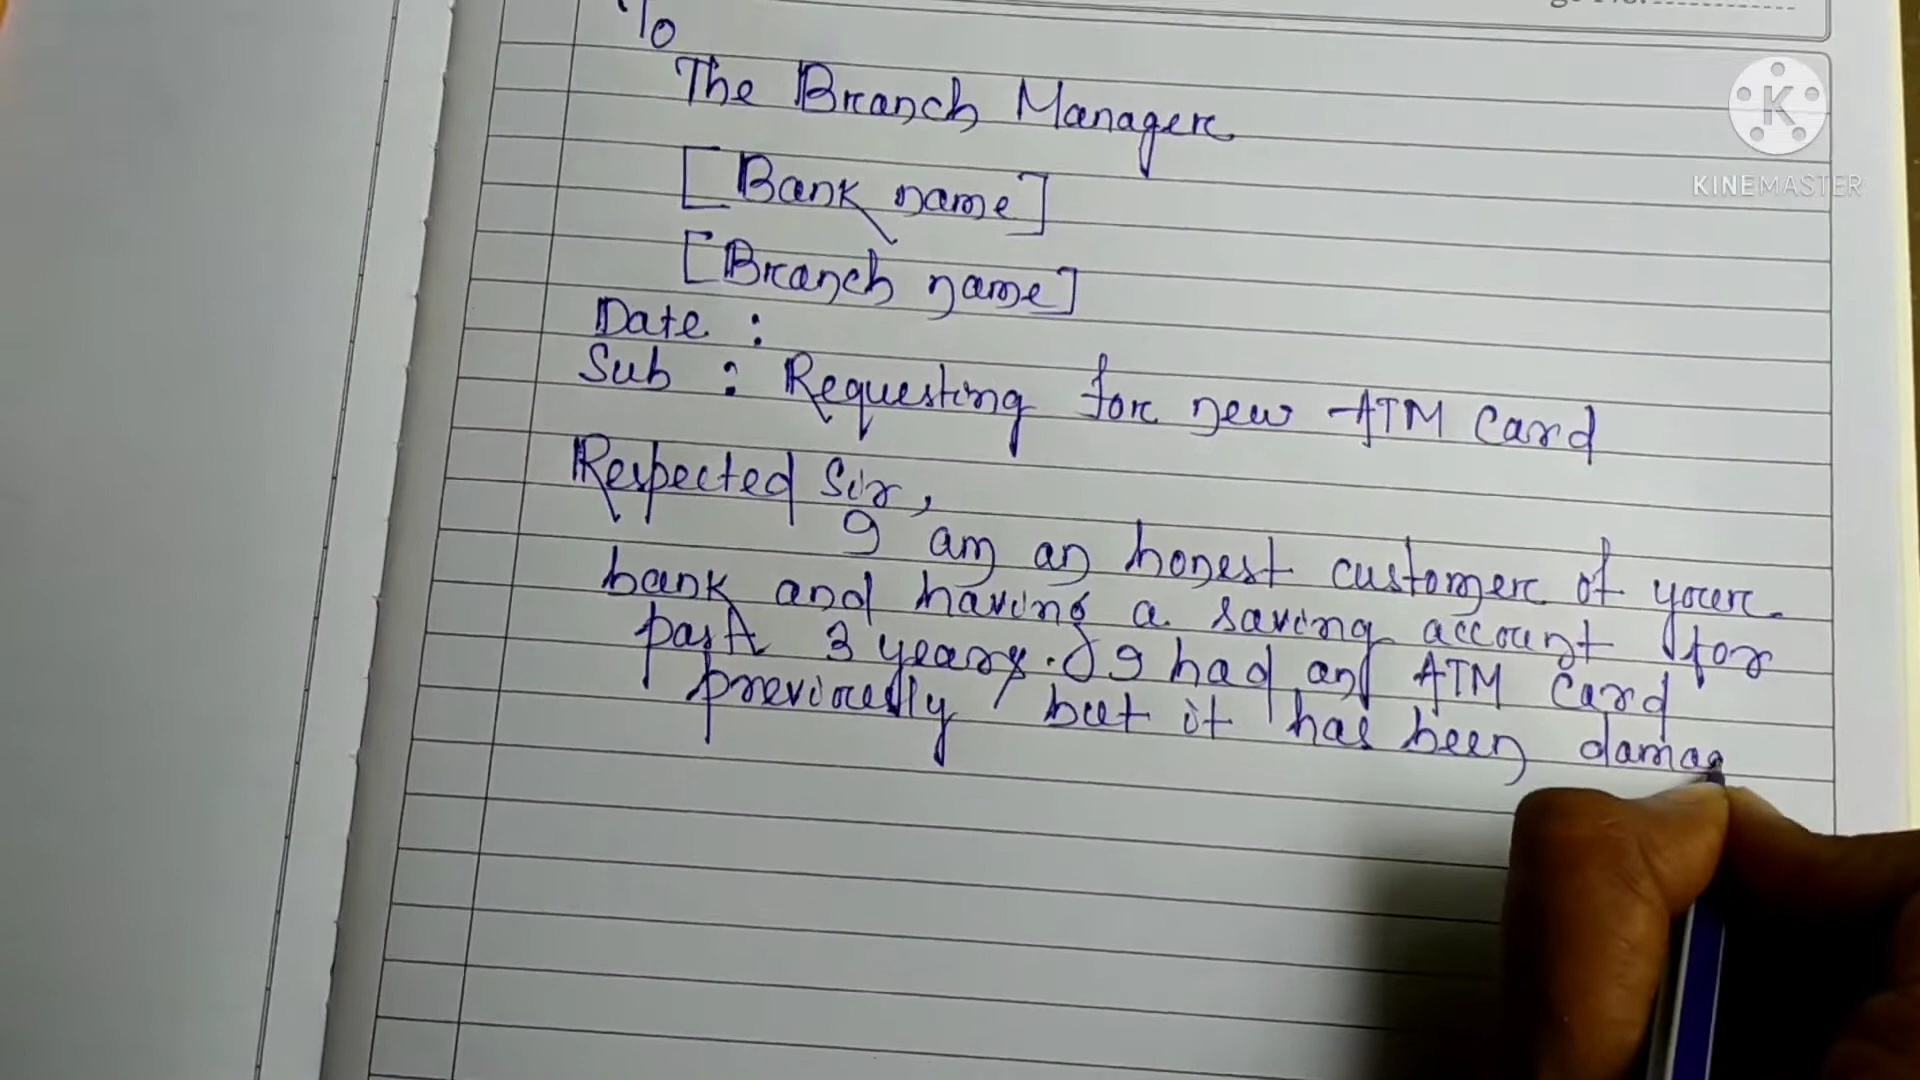 To
The Branch Manager
[Bank name]
[Branch name]
Date :
Sub : Requesting for new ATM Card
Respected Sir,
I am an honest customer of your
bank and having a saving account for
past 3 years. I had an ATM Card
previously, but it has been damag
KINEMASTER